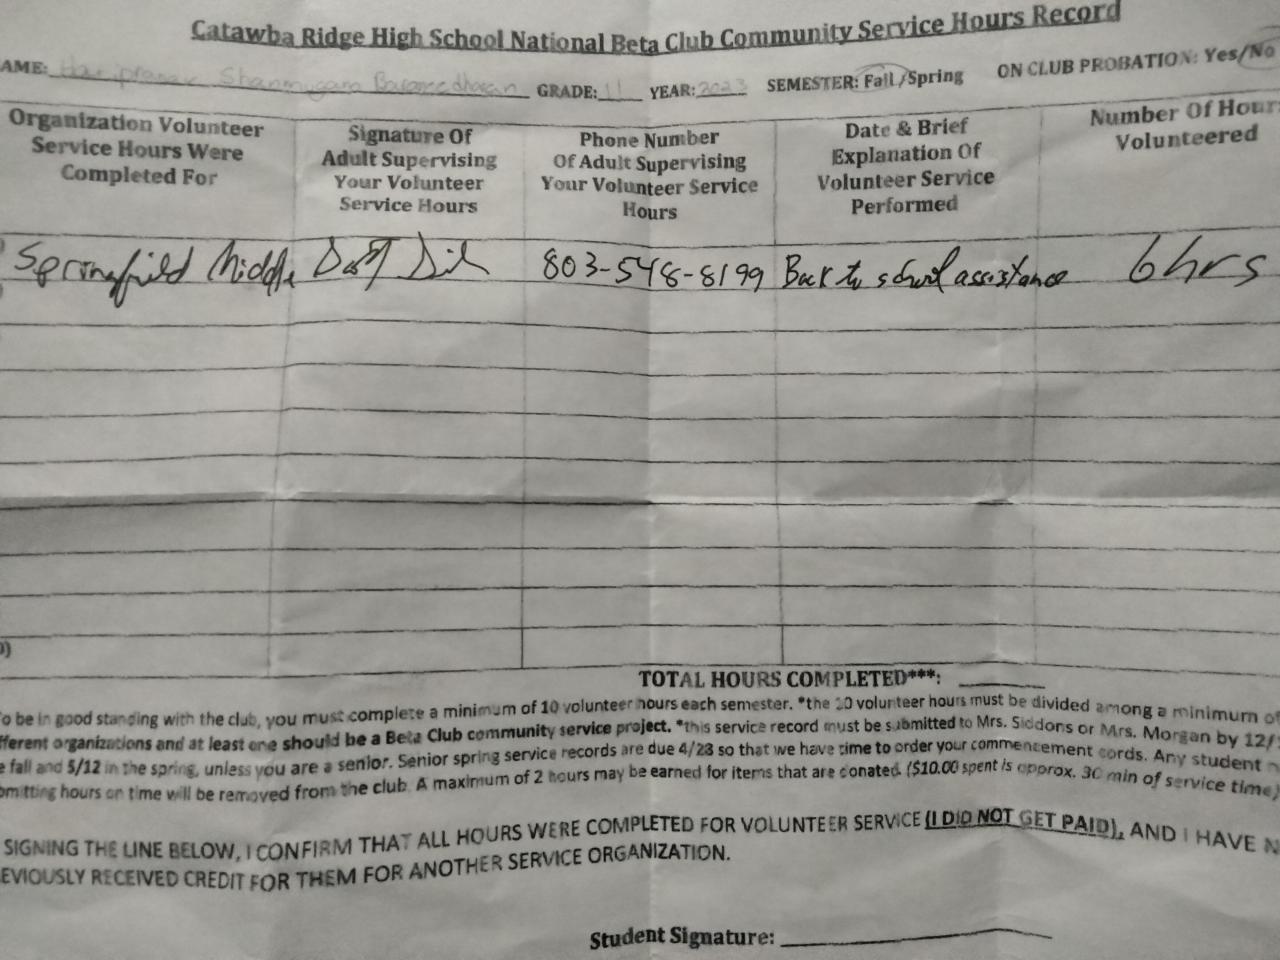 Catawba Ridge High School National Beta Club Community Service Hours Record
AME: Haripranav Shanmugam GRADE: 11 YEAR: 2023 SEMESTER: Fall/Spring ON CLUB PROBATION: Yes/No
Organization Volunteer Service Hours Were Completed For
Signature Of Adult Supervising Your Volunteer Service Hours
Phone Number Of Adult Supervising Your Volunteer Service Hours
Date & Brief Explanation Of Volunteer Service Performed
Number Of Hour Volunteered
Springfield Middle 803-548-8199 Back to school assistance 6hrs
TOTAL HOURS COMPLETED***:
o be in good standing with the club, you must complete a minimum of 10 volunteer hours each semester. *the 10 volunteer hours must be divided among a minimum of
fferent organizations and at least one should be a Beta Club community service project. *this service record must be submitted to Mrs. Siddons or Mrs. Morgan by 12/
e fall and 5/12 in the spring, unless you are a senior. Senior spring service records are due 4/28 so that we have time to order your commencement cords. Any student
bmitting hours on time will be removed from the club. A maximum of 2 hours may be earned for items that are donated. ($10.00 spent is approx. 30 min of service time)
SIGNING THE LINE BELOW, I CONFIRM THAT ALL HOURS WERE COMPLETED FOR VOLUNTEER SERVICE (I DID NOT GET PAID), AND I HAVE N
EVIOUSLY RECEIVED CREDIT FOR THEM FOR ANOTHER SERVICE ORGANIZATION.
Student Signature: